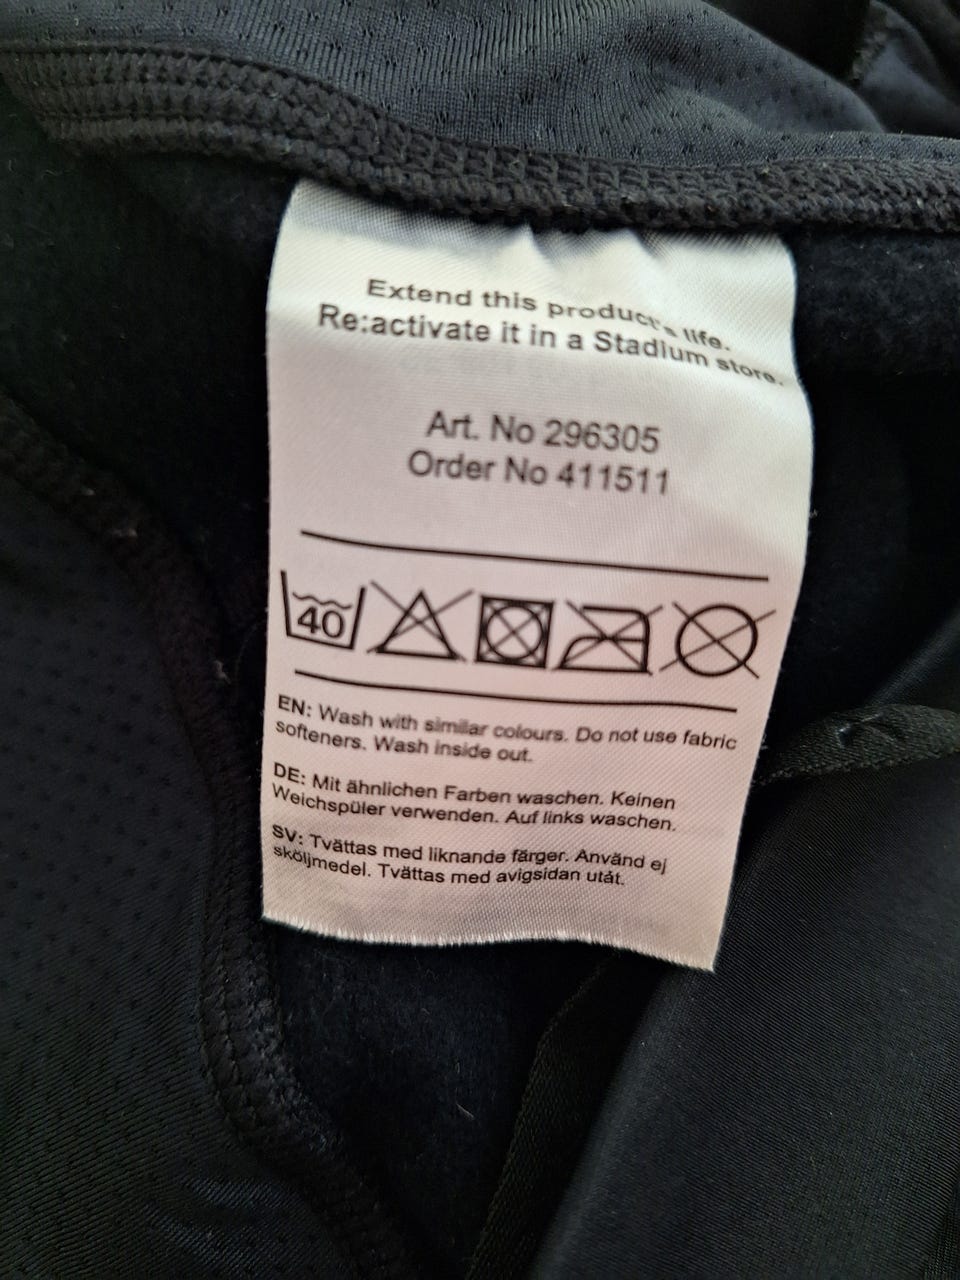 Extend this product's life.
Re:activate it in a Stadium store.
Art. No 296305
Order No 411511
40
EN: Wash with similar colours. Do not use fabric
softeners. Wash inside out.
DE: Mit ähnlichen Farben waschen. Keinen
Weichspüler verwenden. Auf links waschen.
SV: Tvättas med liknande färger. Använd ej
sköljmedel. Tvättas med avigsidan utåt.